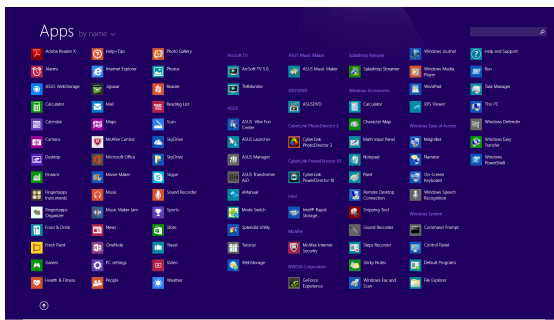 Apps by name
Adobe Reader X
Alarms
ASUS WebStorage
Calculator
Calendar
Camera
Desktop
Finance
Fingertapps Instruments
Fingertapps Organizer
Food & Drink
Fresh Paint
Games
Health & Fitness
Help+Tips
Internet Explorer
Jigswar
Mail
Maps
McAfee Central
Microsoft Office
Movie Maker
Music
Music Maker Jam
News
OneNote
PC settings
People
Photo Gallery
Photos
Reader
Reading List
Scan
SkyDrive
SkyDrive
Skype
Sound Recorder
Sports
Store
Travel
Video
Weather
ArcSoft TV
ArcSoft TV 5.0
TNRMonitor
ASUS
ASUS Vibe Fun
Center
ASUS Launcher
ASUS Manager
ASUS Transformer
AiO
eManual
Mode Switch
Splendid Utility
Tutorial
WebStorage
ASUS Music Maker
ASUS Music Maker
ASUSDVD
ASUSDVD
CyberLink PhotoDirector 3
CyberLink
PhotoDirector 3
CyberLink PowerDirector 10
CyberLink
PowerDirector 10
Intel
Intel® Rapid
Storage...
McAfee
McAfee Internet
Security
NVIDIA Corporation
GeForce
Experience
Splashtop Remote
Splashtop Streamer
Windows Accessories
Calculator
Character Map
Math Input Panel
Notepad
Paint
Remote Desktop
Connection
Snipping Tool
Sound Recorder
Steps Recorder
Sticky Notes
Windows Fax and
Scan
Windows Journal
Windows Media
Player
WordPad
XPS Viewer
Windows Ease of Access
Magnifier
Narrator
On-Screen
Keyboard
Windows Speech
Recognition
Windows System
Command Prompt
Control Panel
Default Programs
File Explorer
Help and Support
Run
Task Manager
This PC
Windows Defender
Windows Easy
Transfer
Windows
PowerShell